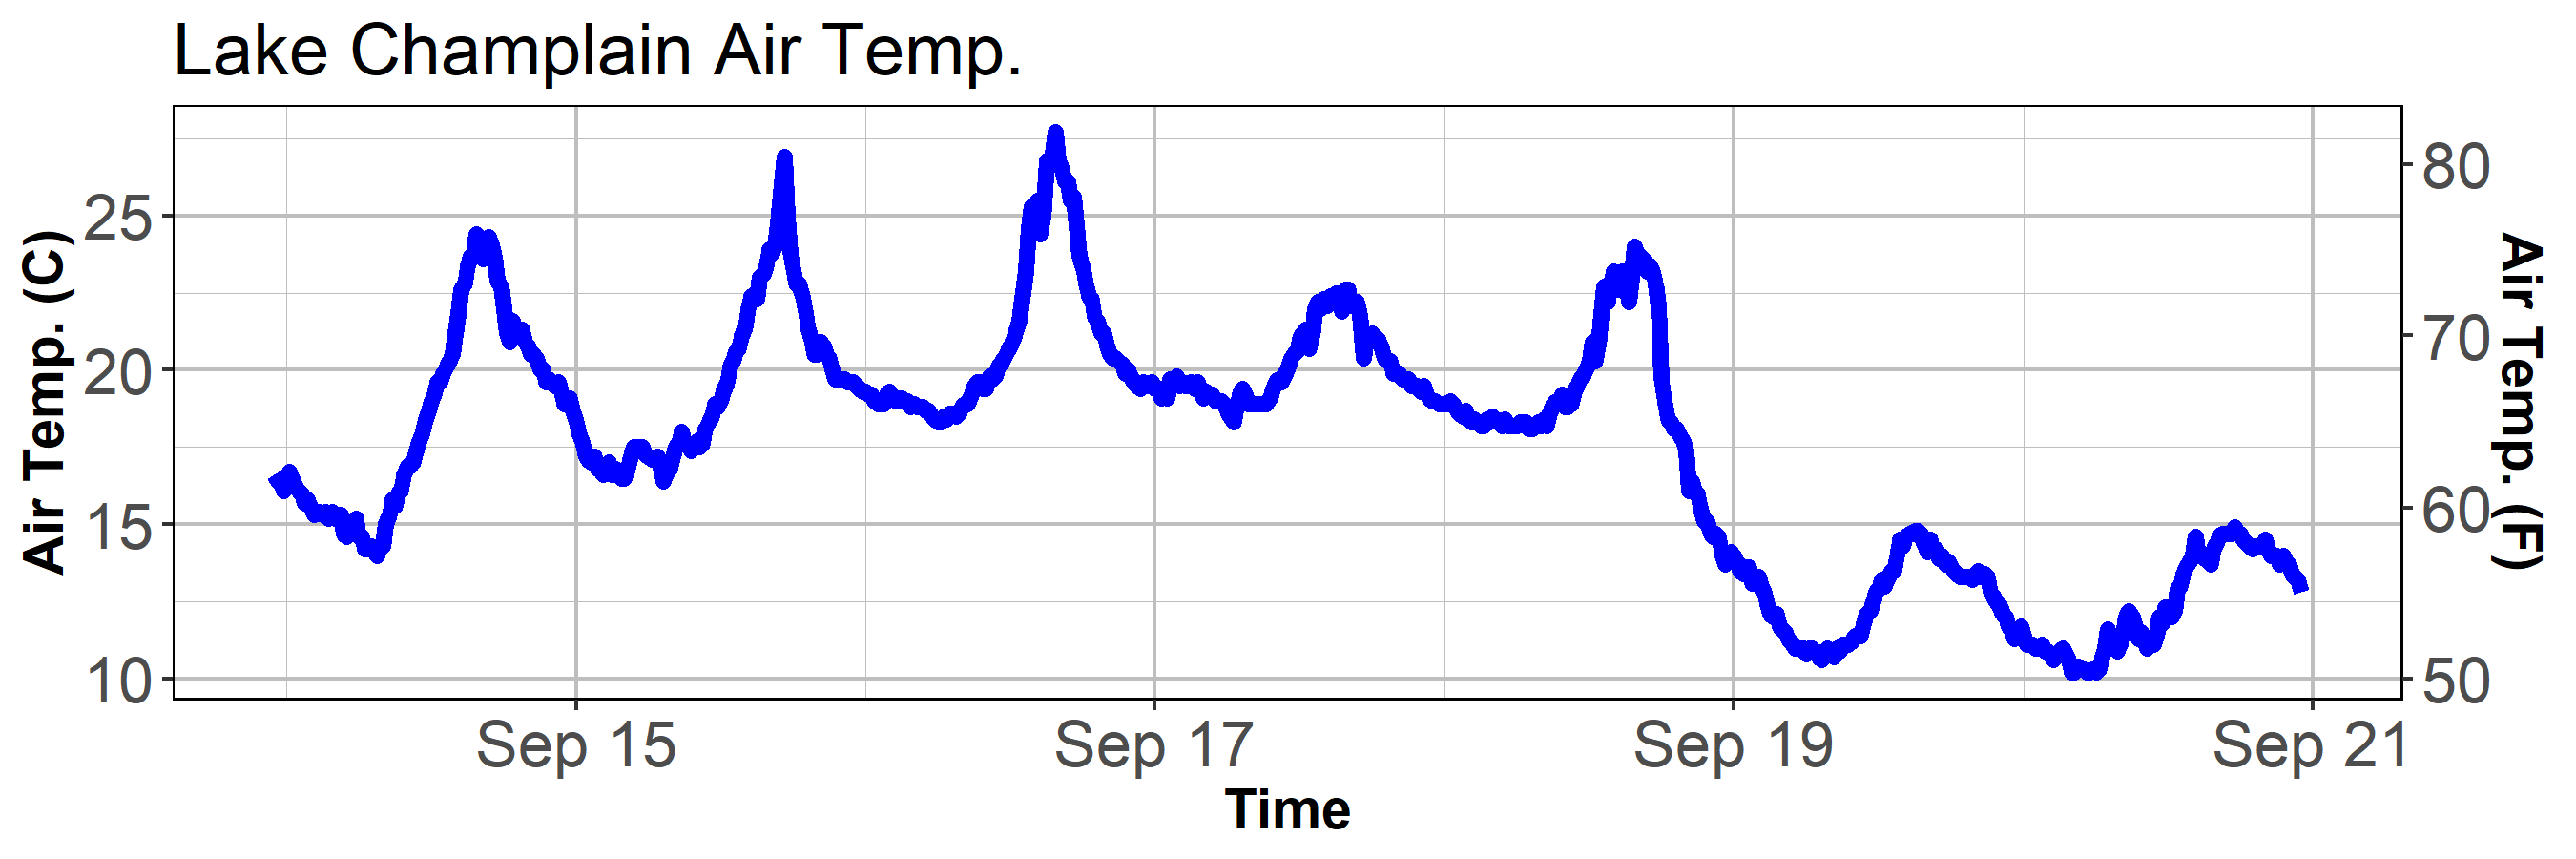 Lake Champlain Air Temp.
Air Temp. (C)
25
20
15
10
80
70
60
50
Air Temp. (F)
Sep 15
Sep 17
Sep 19
Sep 21
Time